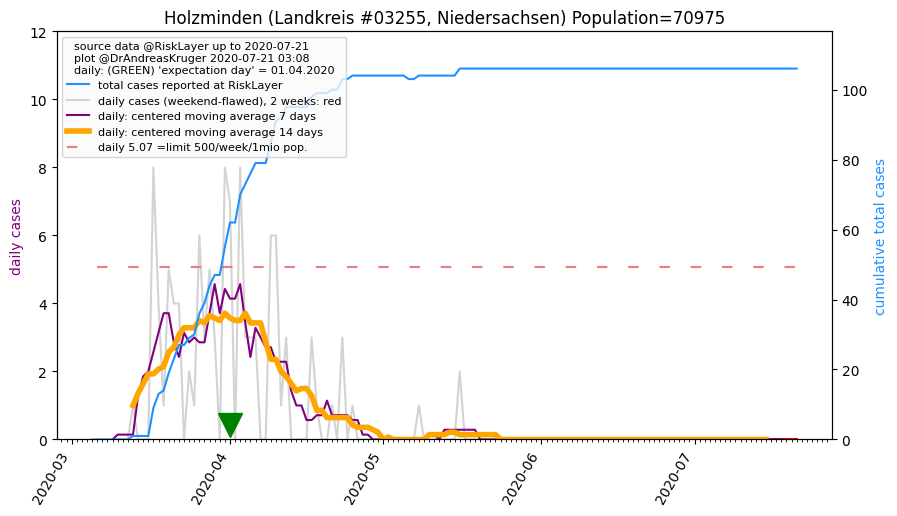 Holzminden (Landkreis #03255, Niedersachsen) Population=70975
source data @RiskLayer up to 2020-07-21
plot @DrAndreasKruger 2020-07-21 03:08
daily: (GREEN) 'expectation day' = 01.04.2020
total cases reported at RiskLayer
daily cases (weekend-flawed), 2 weeks: red
daily: centered moving average 7 days
daily: centered moving average 14 days
daily 5.07 =limit 500/week/1mio pop.
daily cases
12
10
8
6
4
2
0
cumulative total cases
100
80
60
40
20
0
2020-03
2020-04
2020-05
2020-06
2020-07